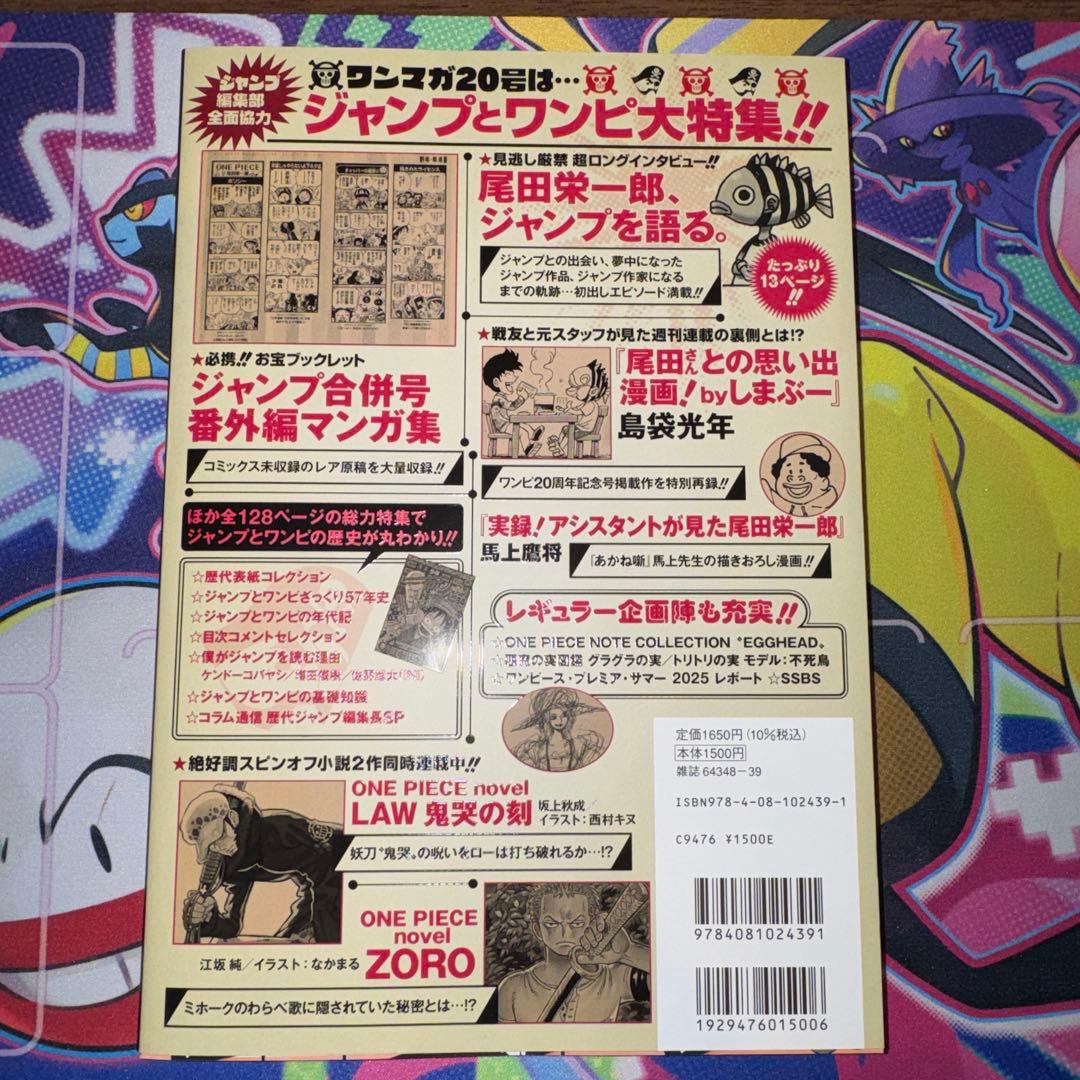 ジャンプ
編集部
全面協力
ワンマガ20号は…
ジャンプとワンピ大特集!!
ONE PIECE
★必携!! お宝ブックレット
ジャンプ合併号
番外編マンガ集
コミックス未収録のレア原稿を大量収録!!
★見逃し厳禁 超ロングインタビュー!!
尾田栄一郎、
ジャンプを語る。
ジャンプとの出会い、夢中になった
ジャンプ作品、ジャンプ作家になる
までの軌跡…初出しエピソード満載!!
たっぷり
13ページ
!!
★戦友と元スタッフが見た週刊連載の裏側とは!?
『尾田さんとの思い出
漫画!byしまぶー』
島袋光年
ワンピ20周年記念号掲載作を特別再録!!
『実録!アシスタントが見た尾田栄一郎』
馬上鷹将
『あかね噺』馬上先生の描きおろし漫画!!
ほか全128ページの総力特集で
ジャンプとワンピの歴史が丸わかり!!
☆歴代表紙コレクション
☆ジャンプとワンピざっくり57年史
☆ジャンプとワンピの年代記
☆目次コメントセレクション
☆僕がジャンプを読む理由
ケンドーコバヤシ/
☆ジャンプとワンピの基礎知識
☆コラム通信 歴代ジャンプ編集長SP
レギュラー企画陣も充実!!
☆ONE PIECE NOTE COLLECTION "EGGHEAD"
☆悪魔の実図鑑 グラグラの実/トリトリの実 モデル:不死鳥
☆ワンピース・プレミア・サマー 2025 レポート ☆SSBS
★絶好調スピンオフ小説2作同時連載中!!
ONE PIECE novel
LAW 鬼哭の刻
坂上秋成/
イラスト:西村キヌ
妖刀"鬼哭"の呪いをローは打ち破れるか…!?
ONE PIECE
novel
ZORO
江坂 純/イラスト:なかまる
ミホークのわらべ歌に隠されていた秘密とは…!?
定価1650円(10%税込)
本体1500円
雑誌 64348-39
ISBN978-4-08-102439-1
C9476 ¥1500E
9784081024391
1929476015006